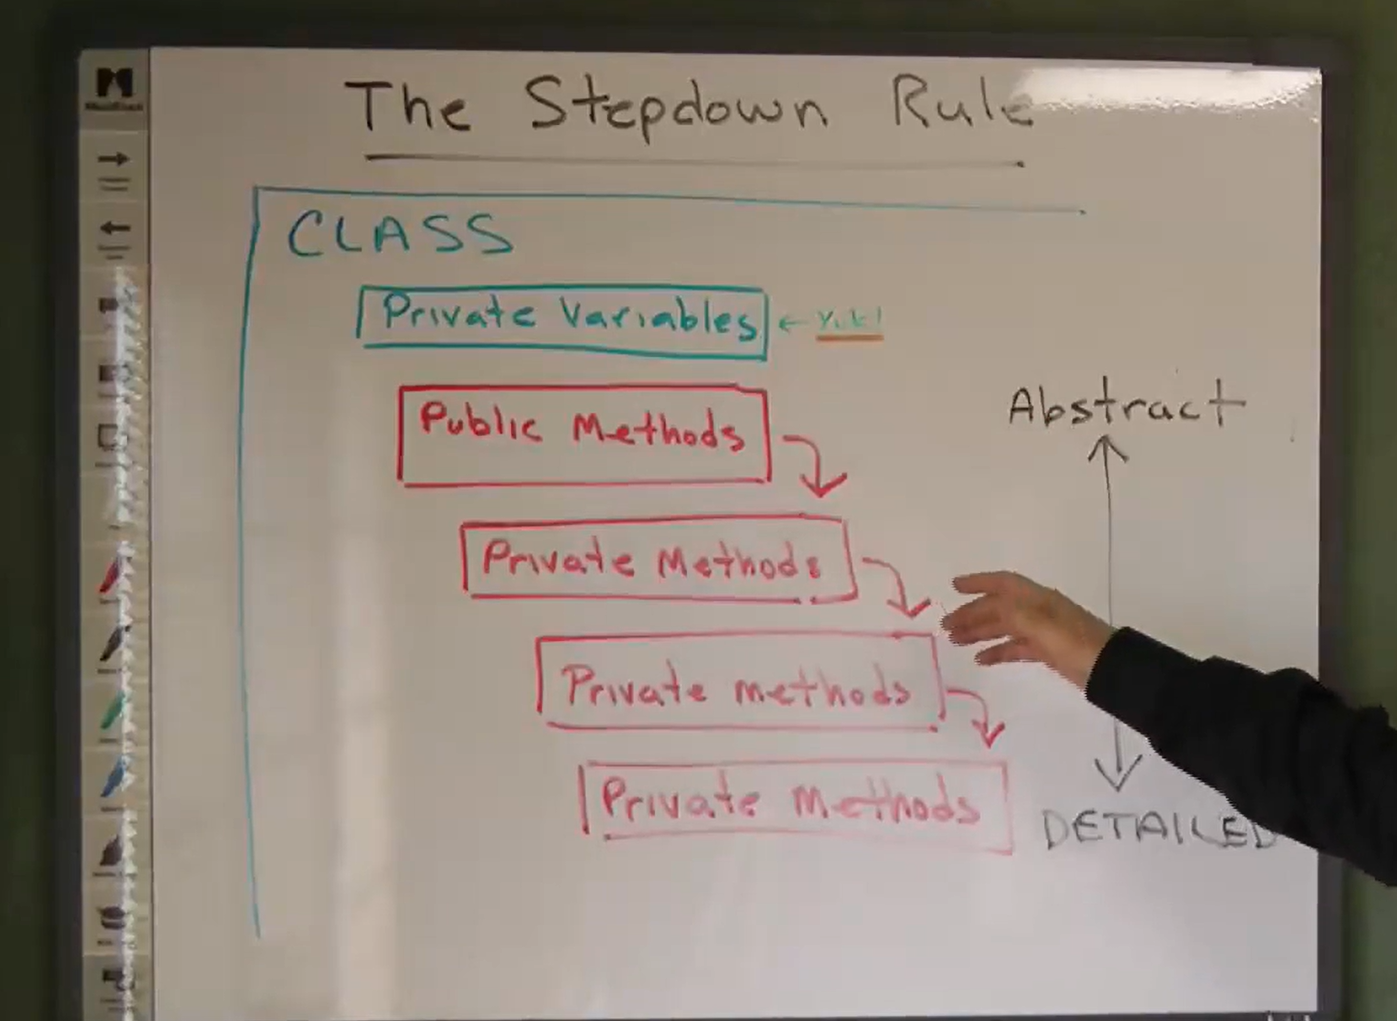 The Stepdown Rule
CLASS
Private Variables ← Yuk!
Public Methods
Abstract
Private Methods
Private methods
Private Methods
DETAILED